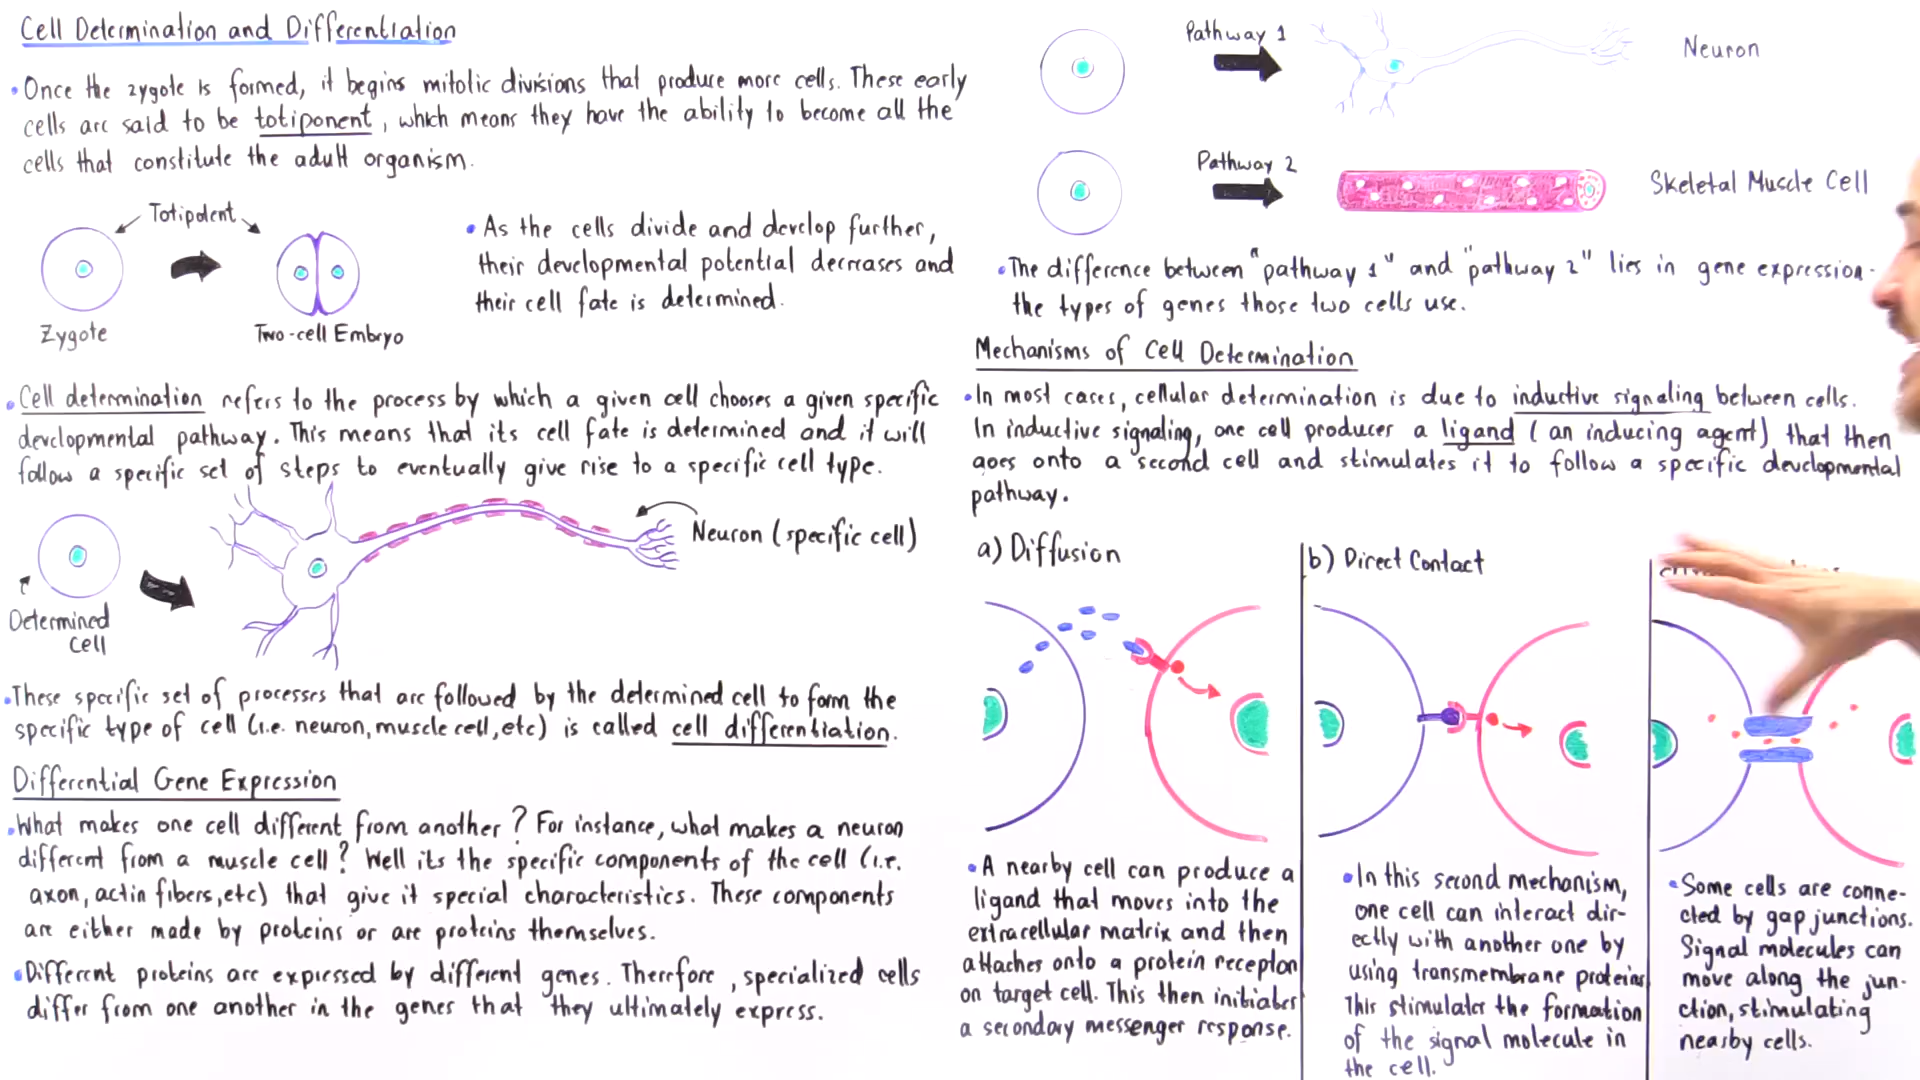 Cell Determination and Differentiation
• Once the zygote is formed, it begins mitotic divisions that produce more cells. These early
cells are said to be totiponent, which means they have the ability to become all the
cells that constitute the adult organism.
Totipotent
Zygote
Two-cell Embryo
• As the cells divide and develop further,
their developmental potential decreases and
their cell fate is determined.
• Cell determination refers to the process by which a given cell chooses a given specific
developmental pathway. This means that its cell fate is determined and it will
follow a specific set of steps to eventually give rise to a specific cell type.
Determined
Cell
Neuron (specific cell)
• These specific set of processes that are followed by the determined cell to form the
specific type of cell (i.e. neuron, muscle cell, etc) is called cell differentiation.
Differential Gene Expression
• What makes one cell different from another? For instance, what makes a neuron
different from a muscle cell? Well its the specific components of the cell (i.e.
axon, actin fibers, etc) that give it special characteristics. These components
are either made by proteins or are proteins themselves.
• Different proteins are expressed by different genes. Therefore, specialized cells
differ from one another in the genes that they ultimately express.
Pathway 1
Neuron
Pathway 2
Skeletal Muscle Cell
• The difference between "pathway 1" and "pathway 2" lies in gene expression -
the types of genes those two cells use.
Mechanisms of Cell Determination
• In most cases, cellular determination is due to inductive signaling between cells.
In inductive signaling, one cell produces a ligand (an inducing agent) that then
goes onto a second cell and stimulates it to follow a specific developmental
pathway.
a) Diffusion
• A nearby cell can produce a
ligand that moves into the
extracellular matrix and then
attaches onto a protein receptor
on target cell. This then initiates
a secondary messenger response.
b) Direct Contact
• In this second mechanism,
one cell can interact dir-
ectly with another one by
using transmembrane proteins
This stimulates the formation
of the signal molecule in
the cell.
• Some cells are conne-
cted by gap junctions.
Signal molecules can
move along the jun-
ction, stimulating
nearby cells.